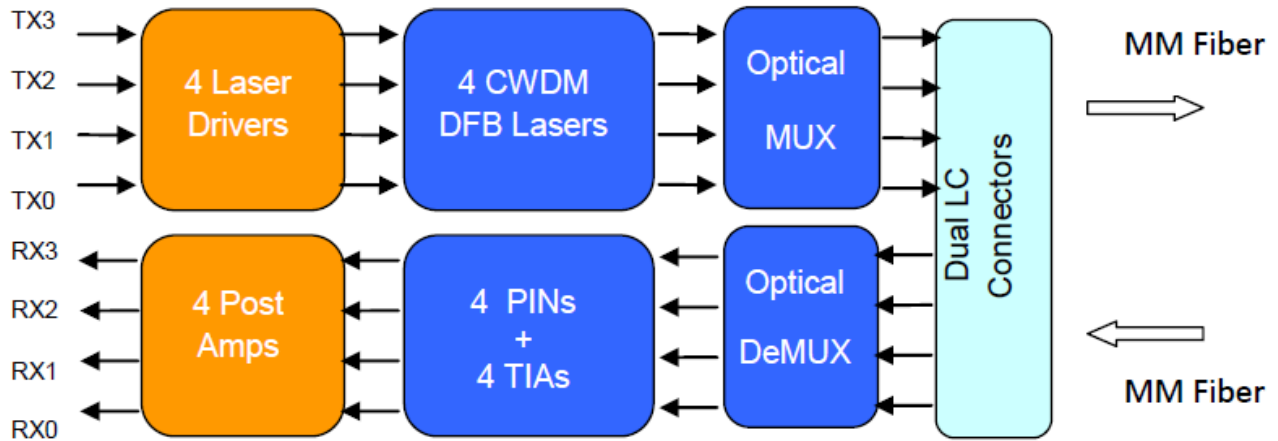 TX3
TX2
TX1
TX0
4 Laser
Drivers
4 CWDM
DFB Lasers
Optical
MUX
Dual LC
Connectors
MM Fiber
RX3
RX2
RX1
RX0
4 Post
Amps
4 PINs
+
4 TIAs
Optical
DeMUX
MM Fiber